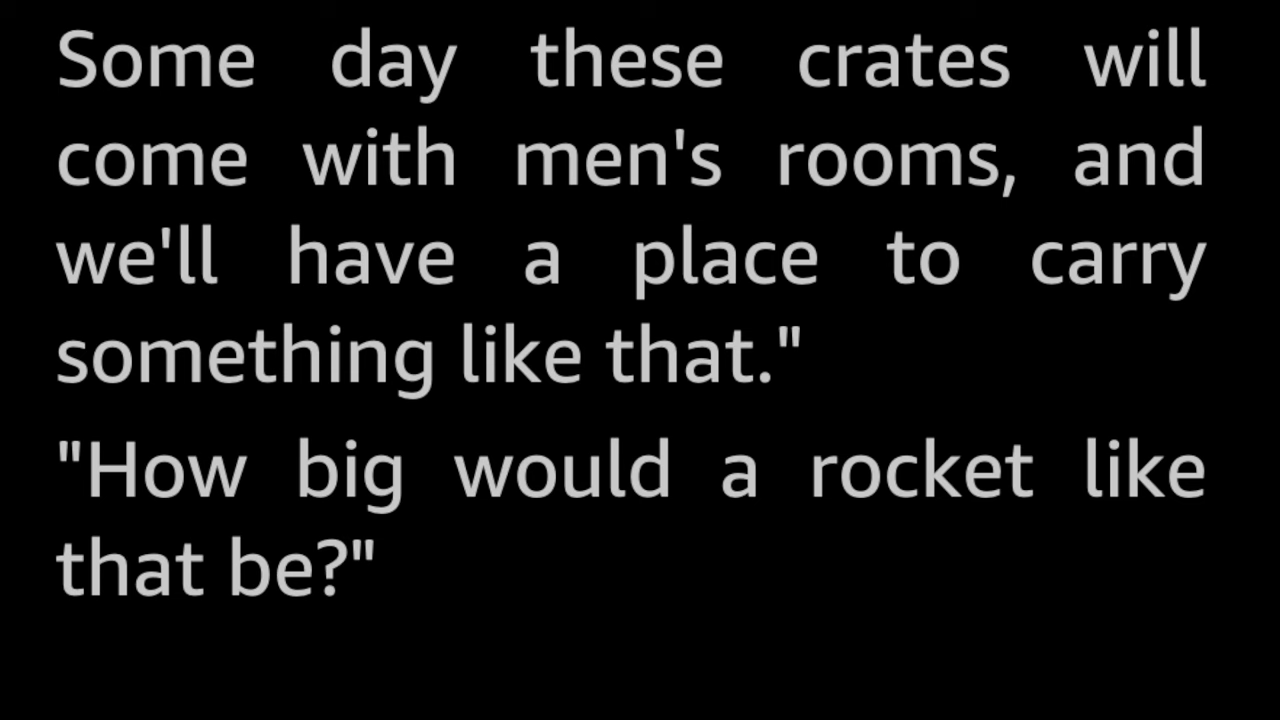 Some day these crates will
come with men's rooms, and
we'll have a place to carry
something like that."
"How big would a rocket like
that be?"